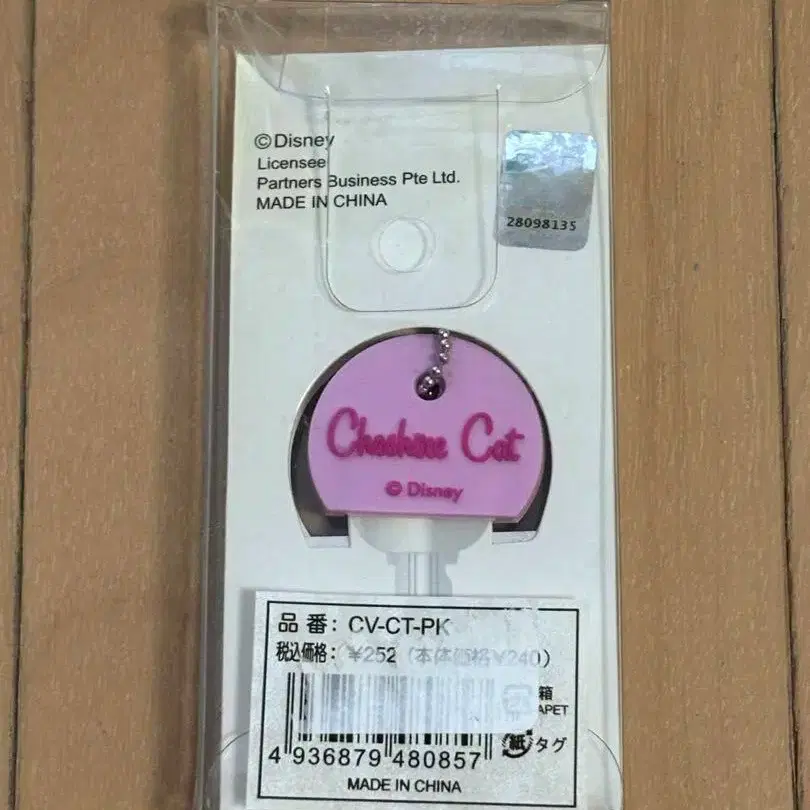 ©Disney
Licensee
Partners Business Pte Ltd.
MADE IN CHINA
28098135
Cheshire Cat
© Disney
品番: CV-CT-PK
税込価格: ¥252 (本体価格¥240)
箱
APET
紙 タグ
4 936879 480857
MADE IN CHINA